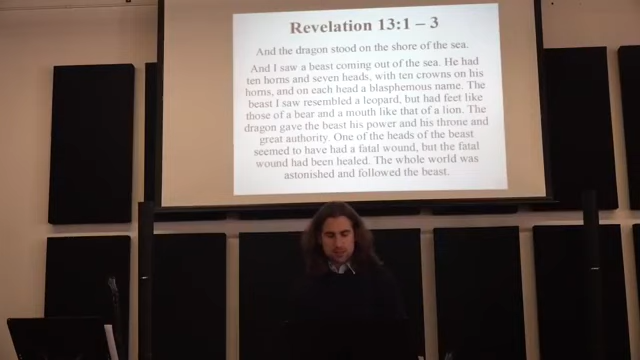 Revelation 13:1 – 3
And the dragon stood on the shore of the sea.
And I saw a beast coming out of the sea. He had
ten horns and seven heads, with ten crowns on his
horns, and on each head a blasphemous name. The
beast I saw resembled a leopard, but had feet like
those of a bear and a mouth like that of a lion. The
dragon gave the beast his power and his throne and
great authority. One of the heads of the beast
seemed to have had a fatal wound, but the fatal
wound had been healed. The whole world was
astonished and followed the beast.